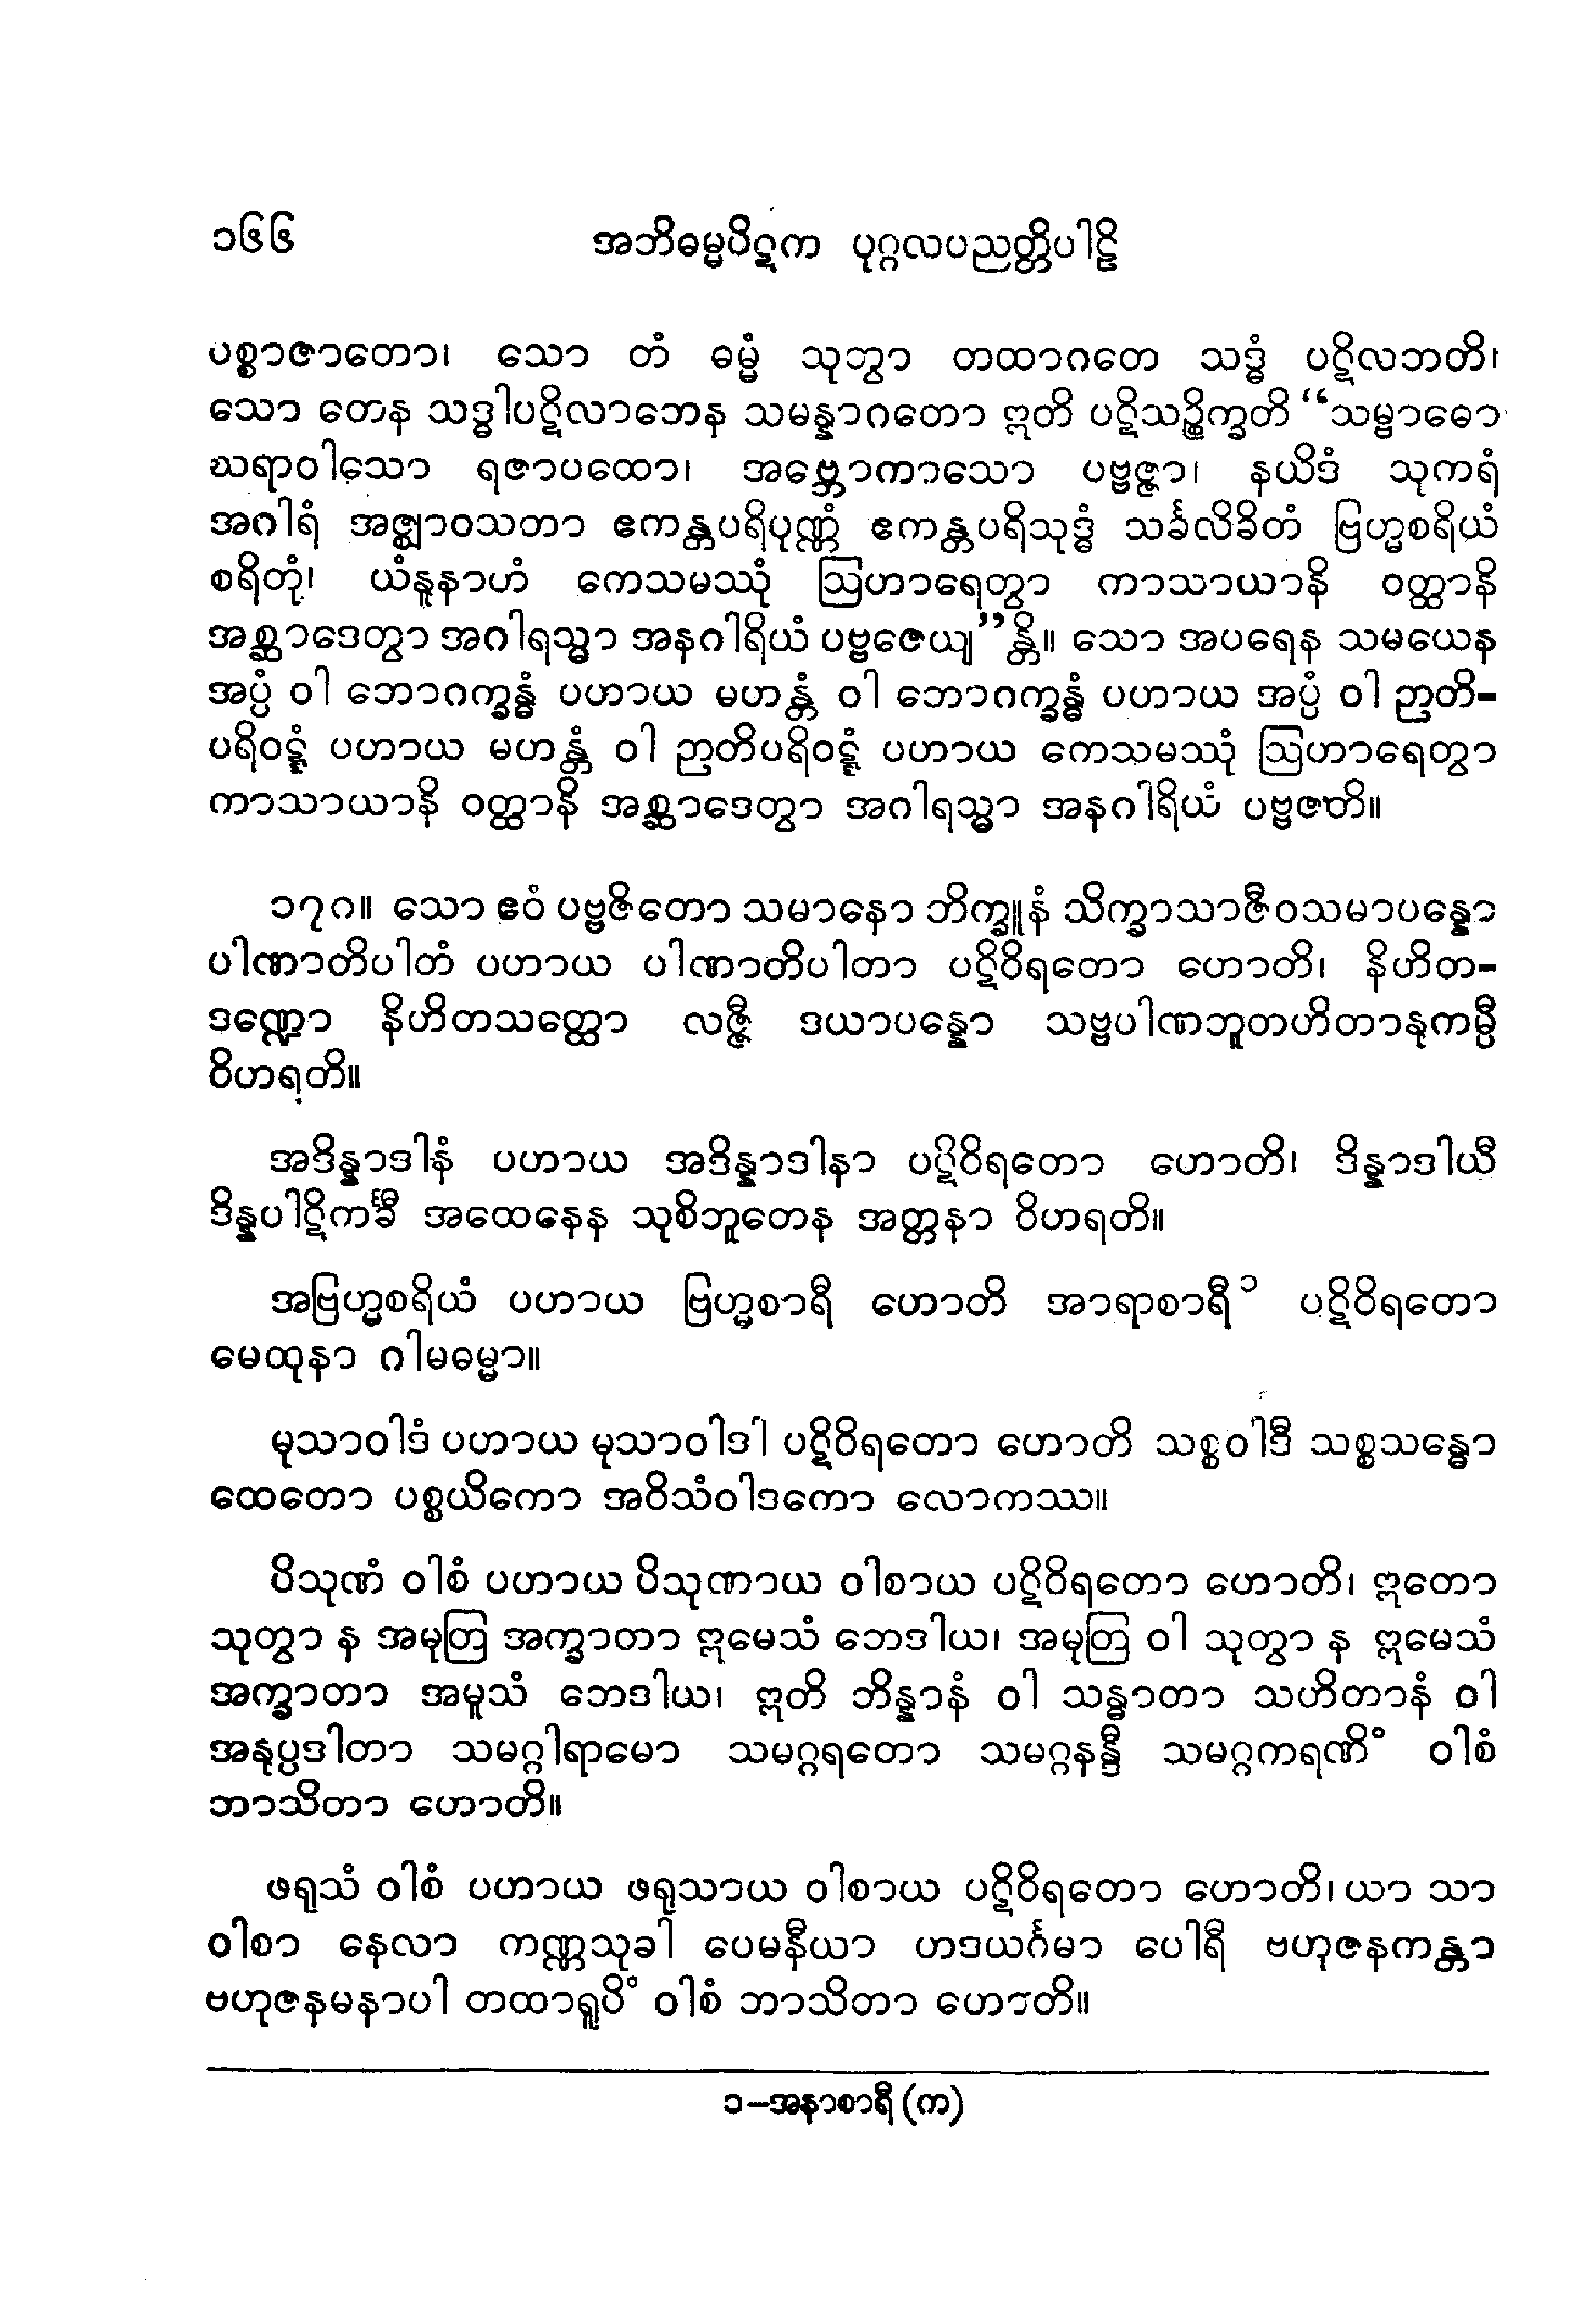 ၁၆၆ အဘိဓမ္မပိဋက ပုဂ္ဂလပညတ္တိပါဠိ
ပစ္စာဇာတော၊ သော တံ ဓမ္မံ သုဘွာ တထာဂတေ သဒ္ဓံ ပဋိလဘတိ၊
သော တေန သဒ္ဓါပဋိလာဘေန သမန္နာဂတော ဣတိ ပဋိသဉ္စိက္ခတိ “သမ္ဗာဓော
ဃရာဝါသော ရဇာပထော၊ အဗ္ဘောကာသော ပဗ္ဗဇ္ဇာ၊ နယိဒံ သုကရံ
အဂါရံ အဇ္ဈာဝသတာ ဧကန္တပရိပုဏ္ဏံ ဧကန္တပရိသုဒ္ဓံ သင်္ခလိခိတံ ဗြဟ္မစရိယံ
စရိတုံ၊ ယံနူနာဟံ ကေသမဿုံ ဩဟာရေတွာ ကာသာယာနိ ဝတ္ထာနိ
အစ္ဆာဒေတွာ အဂါရသ္မာ အနဂါရိယံ ပဗ္ဗဇေယျ”န္တိ။ သော အပရေန သမယေန
အပ္ပံ ဝါ ဘောဂက္ခန္ဓံ ပဟာယ မဟန္တံ ဝါ ဘောဂက္ခန္ဓံ ပဟာယ အပ္ပံ ဝါ ဉာတိ-
ပရိဝဋ္ဋံ ပဟာယ မဟန္တံ ဝါ ဉာတိပရိဝဋ္ဋံ ပဟာယ ကေသမဿုံ ဩဟာရေတွာ
ကာသာယာနိ ဝတ္ထာနိ အစ္ဆာဒေတွာ အဂါရသ္မာ အနဂါရိယံ ပဗ္ဗဇတိ။
၁၇၈။ သော ဧဝံ ပဗ္ဗဇိတော သမာနော ဘိက္ခူနံ သိက္ခာသာဇီဝသမာပန္နော
ပါဏာတိပါတံ ပဟာယ ပါဏာတိပါတာ ပဋိဝိရတော ဟောတိ၊ နိဟိတ-
ဒဏ္ဍော နိဟိတသတ္ထော လဇ္ဇီ ဒယာပန္နော သဗ္ဗပါဏဘူတဟိတာနုကမ္ပီ
ဝိဟရတိ။
အဒိန္နာဒါနံ ပဟာယ အဒိန္နာဒါနာ ပဋိဝိရတော ဟောတိ၊ ဒိန္နာဒါယီ
ဒိန္နပါဋိကင်္ခီ အထေနေန သုစိဘူတေန အတ္တနာ ဝိဟရတိ။
အဗြဟ္မစရိယံ ပဟာယ ဗြဟ္မစာရီ ဟောတိ အာရာစာရီ ၁ ပဋိဝိရတော
မေထုနာ ဂါမဓမ္မာ။
မုသာဝါဒံ ပဟာယ မုသာဝါဒါ ပဋိဝိရတော ဟောတိ သစ္စဝါဒီ သစ္စသန္ဓော
ထေတော ပစ္စယိကော အဝိသံဝါဒကော လောကဿ။
ပိသုဏံ ဝါစံ ပဟာယ ပိသုဏာယ ဝါစာယ ပဋိဝိရတော ဟောတိ၊ ဣတော
သုတွာ န အမုတြ အက္ခာတာ ဣမေသံ ဘေဒါယ၊ အမုတြ ဝါ သုတွာ န ဣမေသံ
အက္ခာတာ အမူသံ ဘေဒါယ၊ ဣတိ ဘိန္နာနံ ဝါ သန္ဓာတာ သဟိတာနံ ဝါ
အနုပ္ပဒါတာ သမဂ္ဂါရာမော သမဂ္ဂရတော သမဂ္ဂနန္ဒီ သမဂ္ဂကရဏိံ ဝါစံ
ဘာသိတာ ဟောတိ။
ဖရုသံ ဝါစံ ပဟာယ ဖရုသာယ ဝါစာယ ပဋိဝိရတော ဟောတိ၊ ယာ သာ
ဝါစာ နေလာ ကဏ္ဏသုခါ ပေမနီယာ ဟဒယင်္ဂမာ ပေါရီ ဗဟုဇနကန္တာ
ဗဟုဇနမနာပါ တထာရူပိံ ဝါစံ ဘာသိတာ ဟောတိ။
၁–အနာစာရီ (က)